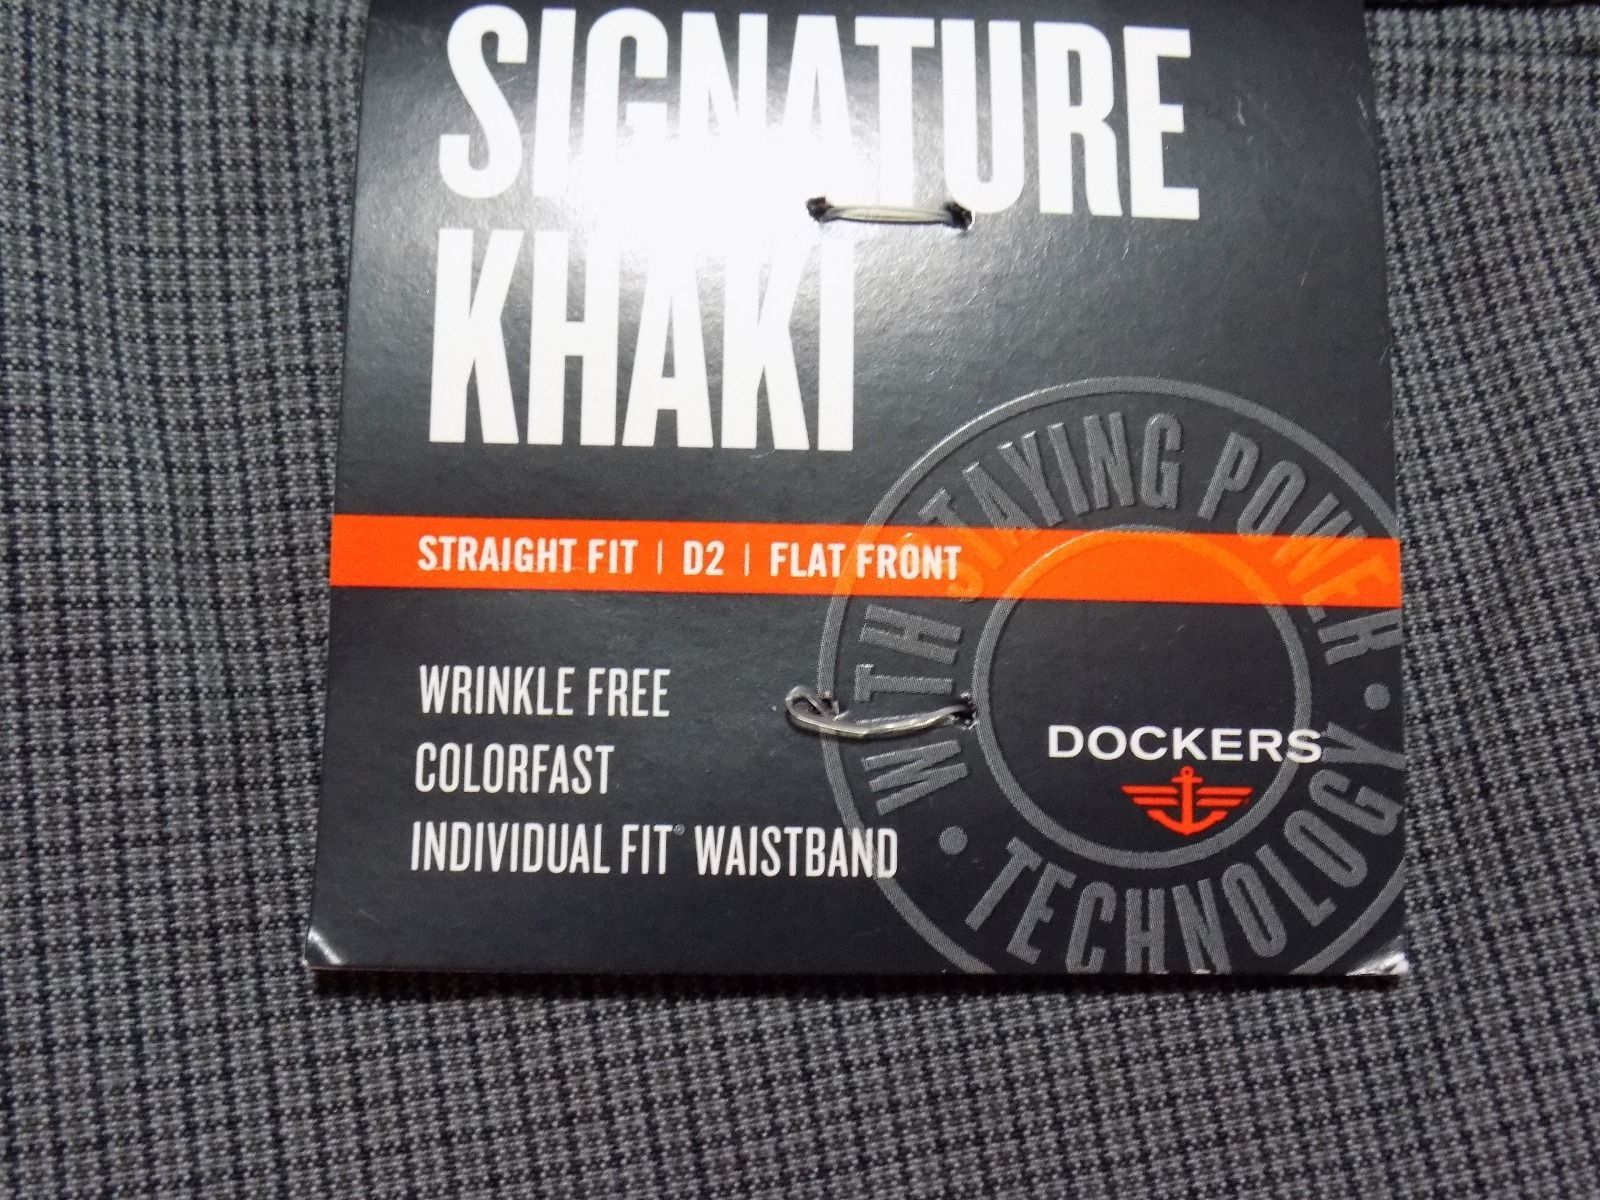 SIGNATURE
KHAKI
STRAIGHT FIT | D2 | FLAT FRONT
WRINKLE FREE
COLORFAST
INDIVIDUAL FIT® WAISTBAND
WITH STAYING POWER • TECHNOLOGY •
DOCKERS